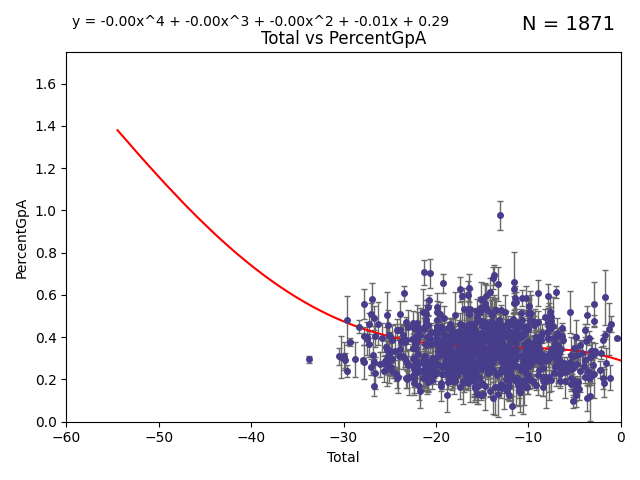 y = -0.00x^4 + -0.00x^3 + -0.00x^2 + -0.01x + 0.29
N = 1871
Total vs PercentGpA
PercentGpA
1.6
1.4
1.2
1.0
0.8
0.6
0.4
0.2
0.0
−60 −50 −40 −30 −20 −10 0
Total